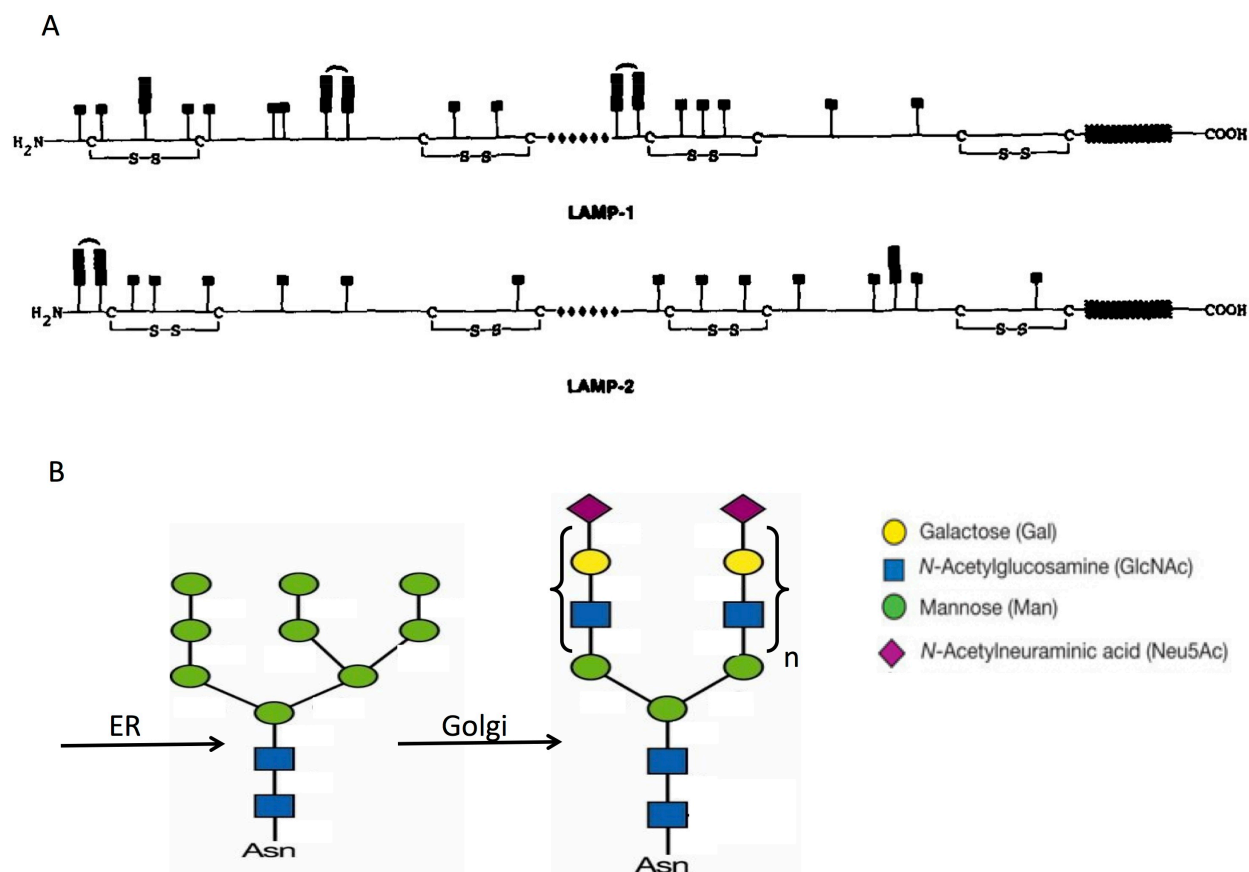 A
H2N C C C C C C C C COOH
S-S S-S S-S S-S
LAMP-1
H2N C C C C C C C C COOH
S-S S-S S-S S-S
LAMP-2
B
Galactose (Gal)
N-Acetylglucosamine (GlcNAc)
Mannose (Man)
N-Acetylneuraminic acid (Neu5Ac)
n
ER
Golgi
Asn
Asn